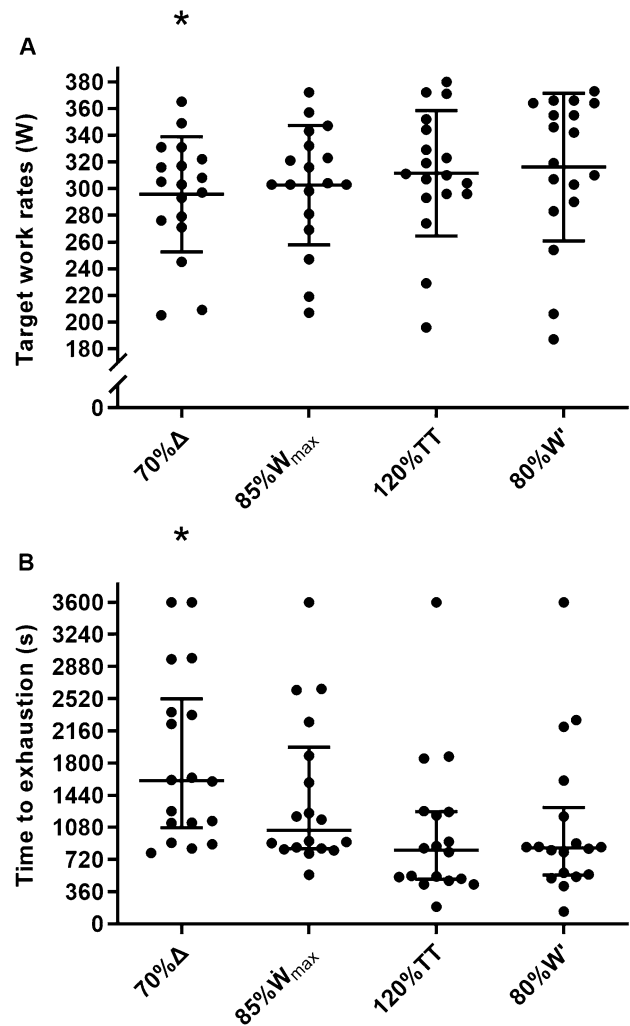 *
A
Target work rates (W)
380
360
340
320
300
280
260
240
220
200
180
0
70%Δ
85%Ẇmax
120%TT
80%W'
*
B
Time to exhaustion (s)
3600
3240
2880
2520
2160
1800
1440
1080
720
360
0
70%Δ
85%Ẇmax
120%TT
80%W'